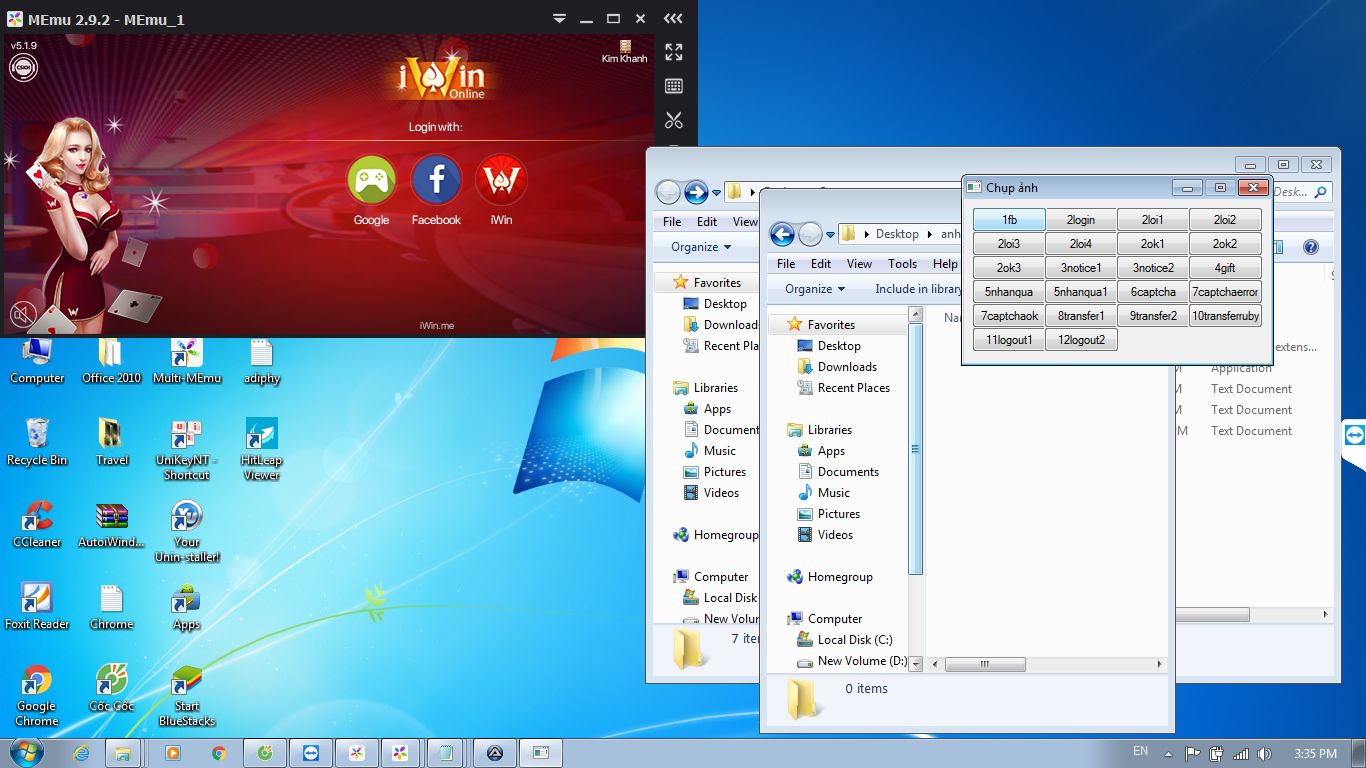 MEmu 2.9.2 - MEmu_1
v5.1.9
CSKH
Kim Khanh
iWin
Online
Login with:
Google
Facebook
iWin
iWin.me
Computer
Office 2010
Multi-MEmu
adiphy
Recycle Bin
Travel
UniKeyNT -
Shortcut
HitLeap
Viewer
CCleaner
AutoiWind...
Your
Unin-staller!
Foxit Reader
Chrome
Apps
Google
Chrome
Cốc Cốc
Start
BlueStacks
Desk...
File
Edit
View
Organize
Favorites
Desktop
Downloads
Recent Pla
Libraries
Apps
Document
Music
Pictures
Videos
Homegroup
Computer
Local Disk
New Volur
7 iter
extens...
Application
Text Document
Text Document
Text Document
Desktop
anh
File
Edit
View
Tools
Help
Organize
Include in library
Nar
Favorites
Desktop
Downloads
Recent Places
Libraries
Apps
Documents
Music
Pictures
Videos
Homegroup
Computer
Local Disk (C:)
New Volume (D:)
0 items
Chụp ảnh
1fb 2login 2loi1 2loi2
2loi3 2loi4 2ok1 2ok2
2ok3 3notice1 3notice2 4gift
5nhanqua 5nhanqua1 6captcha 7captchaerror
7captchaok 8transfer1 9transfer2 10transferruby
11logout1 12logout2
EN
3:35 PM